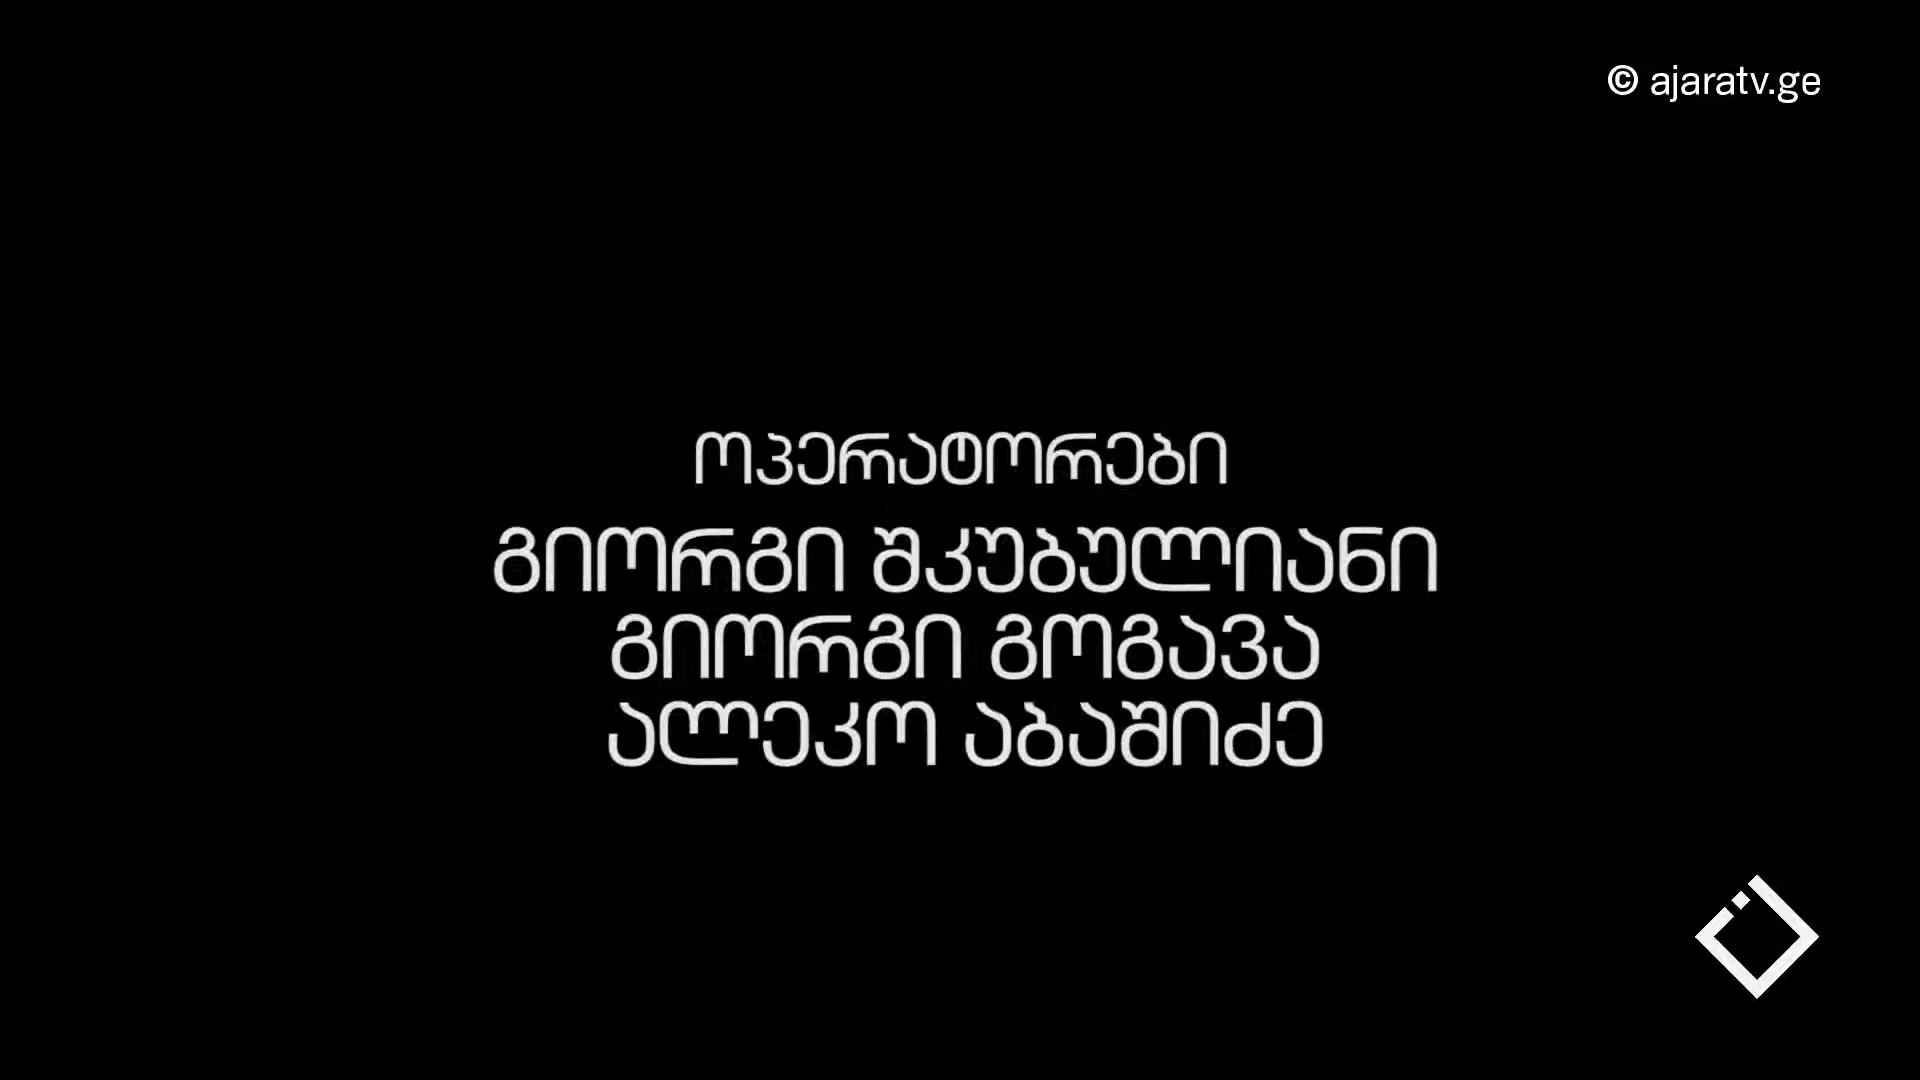 © ajaratv.ge
ოპერატორები
გიორგი შკუბულიანი
გიორგი გოგავა
ალეკო აბაშიძე